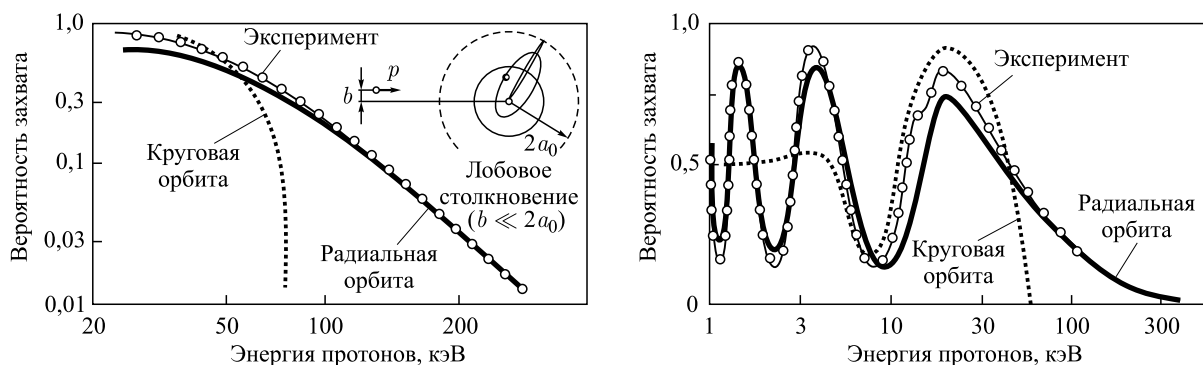 Вероятность захвата
1,0
0,3
0,1
0,03
0,01
20
50
100
200
Энергия протонов, кэВ
Эксперимент
Круговая
орбита
Радиальная
орбита
p
b
2a₀
Лобовое
столкновение
(b ≪ 2a₀)
Вероятность захвата
1,0
0,5
0
1
3
10
30
100
300
Энергия протонов, кэВ
Эксперимент
Круговая
орбита
Радиальная
орбита